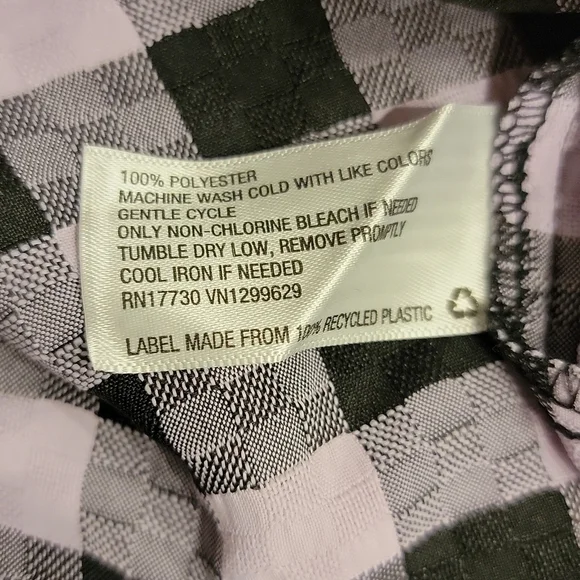 100% POLYESTER
MACHINE WASH COLD WITH LIKE COLORS
GENTLE CYCLE
ONLY NON-CHLORINE BLEACH IF NEEDED
TUMBLE DRY LOW, REMOVE PROMPTLY
COOL IRON IF NEEDED
RN17730 VN1299629
LABEL MADE FROM 100% RECYCLED PLASTIC